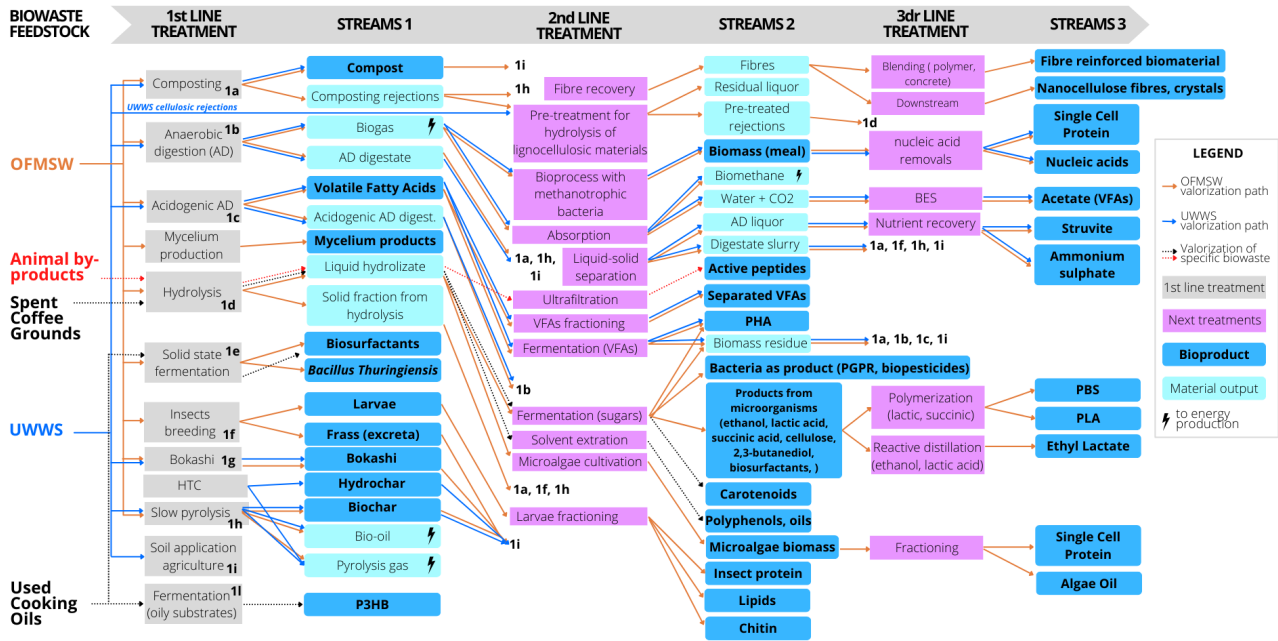 BIOWASTE
FEEDSTOCK
1st LINE
TREATMENT
STREAMS 1
2nd LINE
TREATMENT
STREAMS 2
3dr LINE
TREATMENT
STREAMS 3
OFMSW
Animal by-
products
Spent
Coffee
Grounds
UWWS
Used
Cooking
Oils
Composting 1a
UWWS cellulosic rejections
Anaerobic 1b
digestion (AD)
Acidogenic AD
1c
Mycelium
production
Hydrolysis
1d
Solid state 1e
fermentation
Insects
breeding 1f
Bokashi 1g
HTC
Slow pyrolysis
1h
Soil application
agriculture 1i
Fermentation 1l
(oily substrates)
Compost
Composting rejections
Biogas
AD digestate
Volatile Fatty Acids
Acidogenic AD digest.
Mycelium products
Liquid hydrolizate
Solid fraction from
hydrolysis
Biosurfactants
Bacillus Thuringiensis
Larvae
Frass (excreta)
Bokashi
Hydrochar
Biochar
Bio-oil
Pyrolysis gas
P3HB
1i
1h
Fibre recovery
Pre-treatment for
hydrolysis of
lignocellulosic materials
Bioprocess with
methanotrophic
bacteria
Absorption
1a, 1h,
1i
Liquid-solid
separation
Ultrafiltration
VFAs fractioning
Fermentation (VFAs)
1b
Fermentation (sugars)
Solvent extration
Microalgae cultivation
1a, 1f, 1h
Larvae fractioning
1i
Fibres
Residual liquor
Pre-treated
rejections
1d
Biomass (meal)
Biomethane
Water + CO2
AD liquor
Digestate slurry
1a, 1f, 1h, 1i
Active peptides
Separated VFAs
PHA
Biomass residue
1a, 1b, 1c, 1i
Bacteria as product (PGPR, biopesticides)
Products from
microorganisms
(ethanol, lactic acid,
succinic acid, cellulose,
2,3-butanediol,
biosurfactants, )
Carotenoids
Polyphenols, oils
Microalgae biomass
Insect protein
Lipids
Chitin
Blending ( polymer,
concrete)
Downstream
nucleic acid
removals
BES
Nutrient recovery
Polymerization
(lactic, succinic)
Reactive distillation
(ethanol, lactic acid)
Fractioning
Fibre reinforced biomaterial
Nanocellulose fibres, crystals
Single Cell
Protein
Nucleic acids
Acetate (VFAs)
Struvite
Ammonium
sulphate
PBS
PLA
Ethyl Lactate
Single Cell
Protein
Algae Oil
LEGEND
OFMSW
valorization path
UWWS
valorization path
Valorization of
specific biowaste
1st line treatment
Next treatments
Bioproduct
Material output
to energy
production